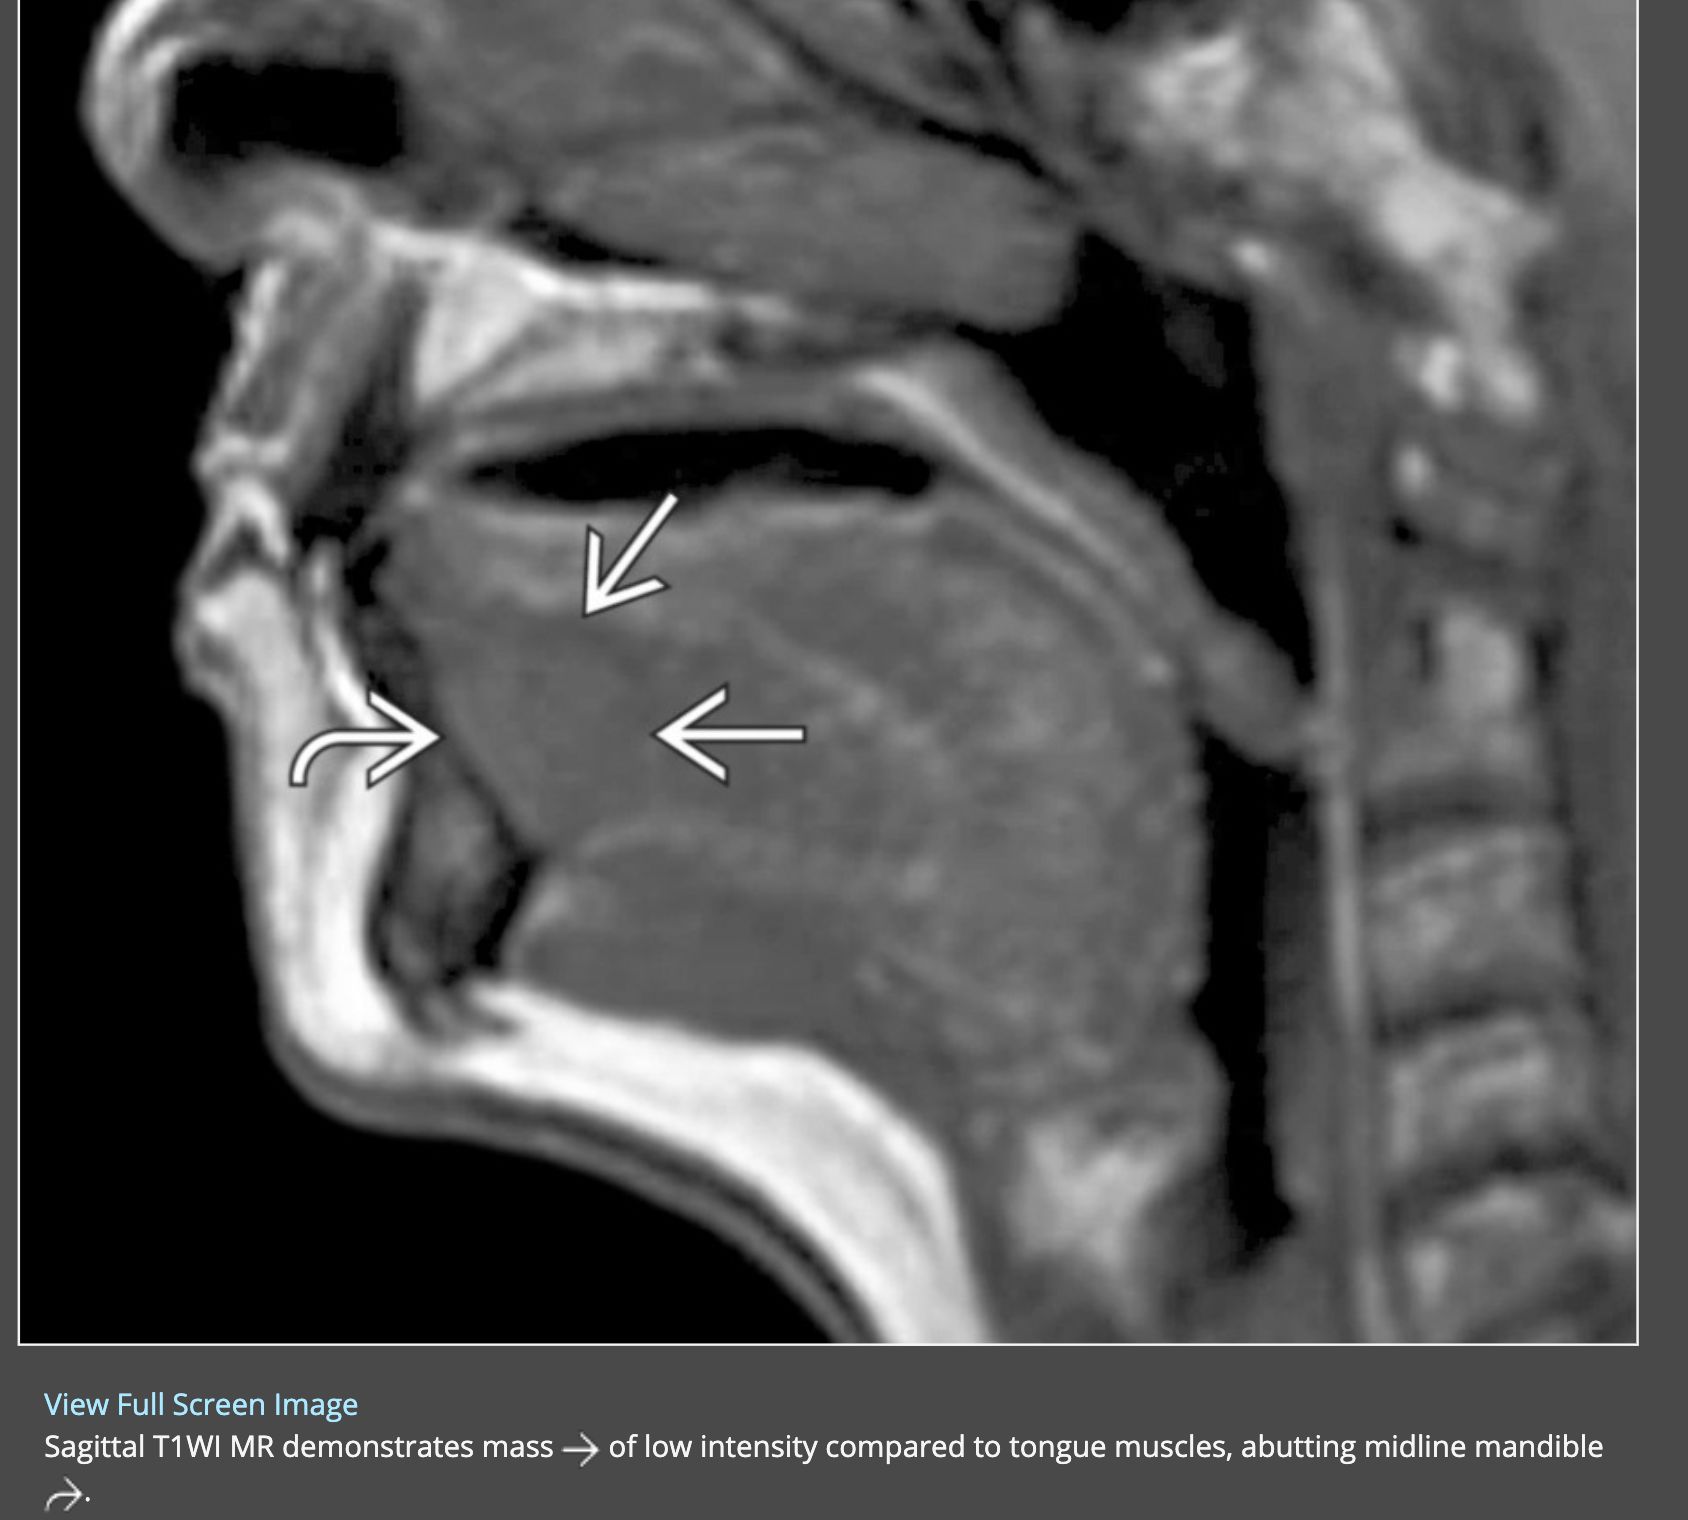 View Full Screen Image
Sagittal T1WI MR demonstrates mass → of low intensity compared to tongue muscles, abutting midline mandible
.